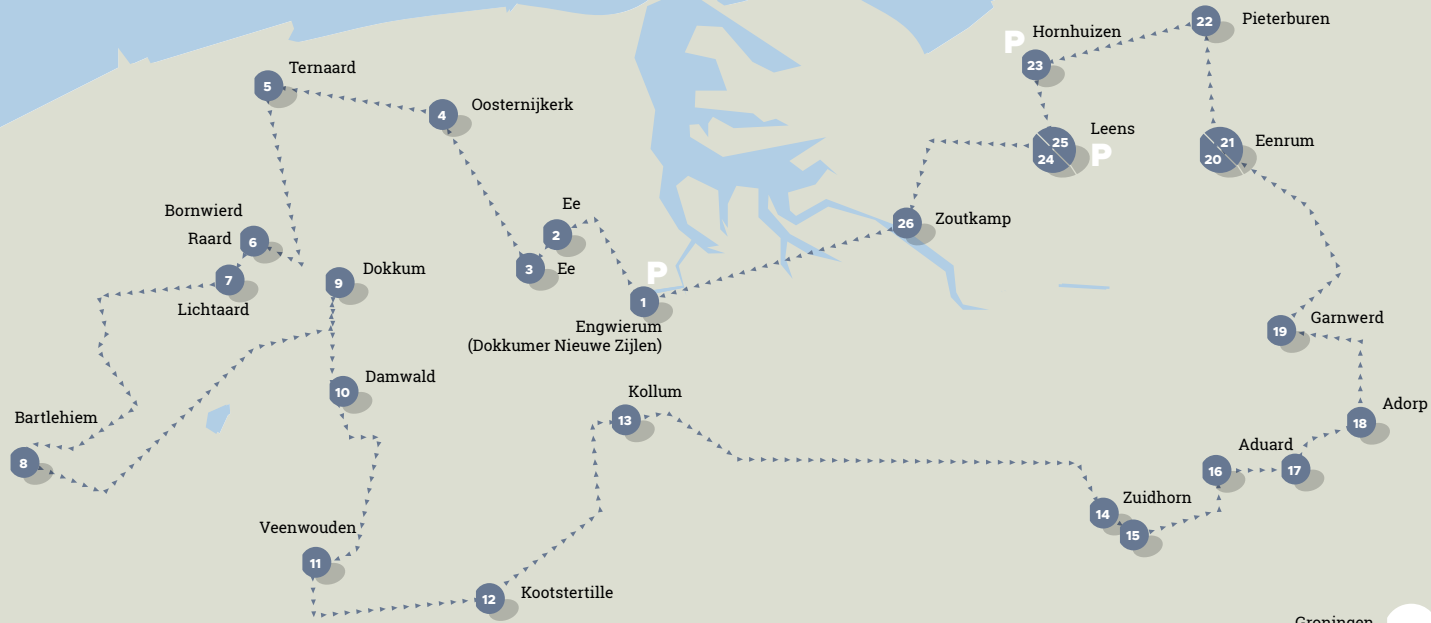 22
Pieterburen
P
Hornhuizen
23
Ternaard
5
Oosternijkerk
4
Leens
25
24
P
21
20
Eenrum
Bornwierd
Raard
6
Ee
2
3
Ee
26
Zoutkamp
7
Lichtaard
9
Dokkum
P
1
Engwierum
(Dokkumer Nieuwe Zijlen)
Garnwerd
19
10
Damwald
Kollum
13
Adorp
18
Bartlehiem
8
Aduard
16
17
Zuidhorn
14
15
Veenwouden
11
12
Kootstertille
Groningen